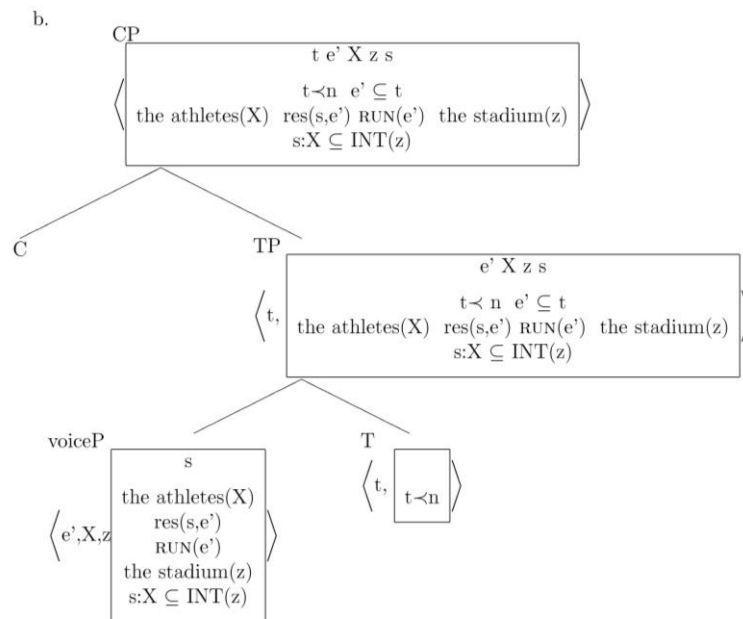 b.
CP
t e' X z s
t≺n e' ⊆ t
the athletes(X) res(s,e') RUN(e') the stadium(z)
s:X ⊆ INT(z)
C
TP
e' X z s
⟨t,
t≺ n e' ⊆ t
the athletes(X) res(s,e') RUN(e') the stadium(z)
s:X ⊆ INT(z)
voiceP
s
the athletes(X)
res(s,e')
⟨e',X,z
RUN(e')
the stadium(z)
s:X ⊆ INT(z)
T
⟨t,
t≺n